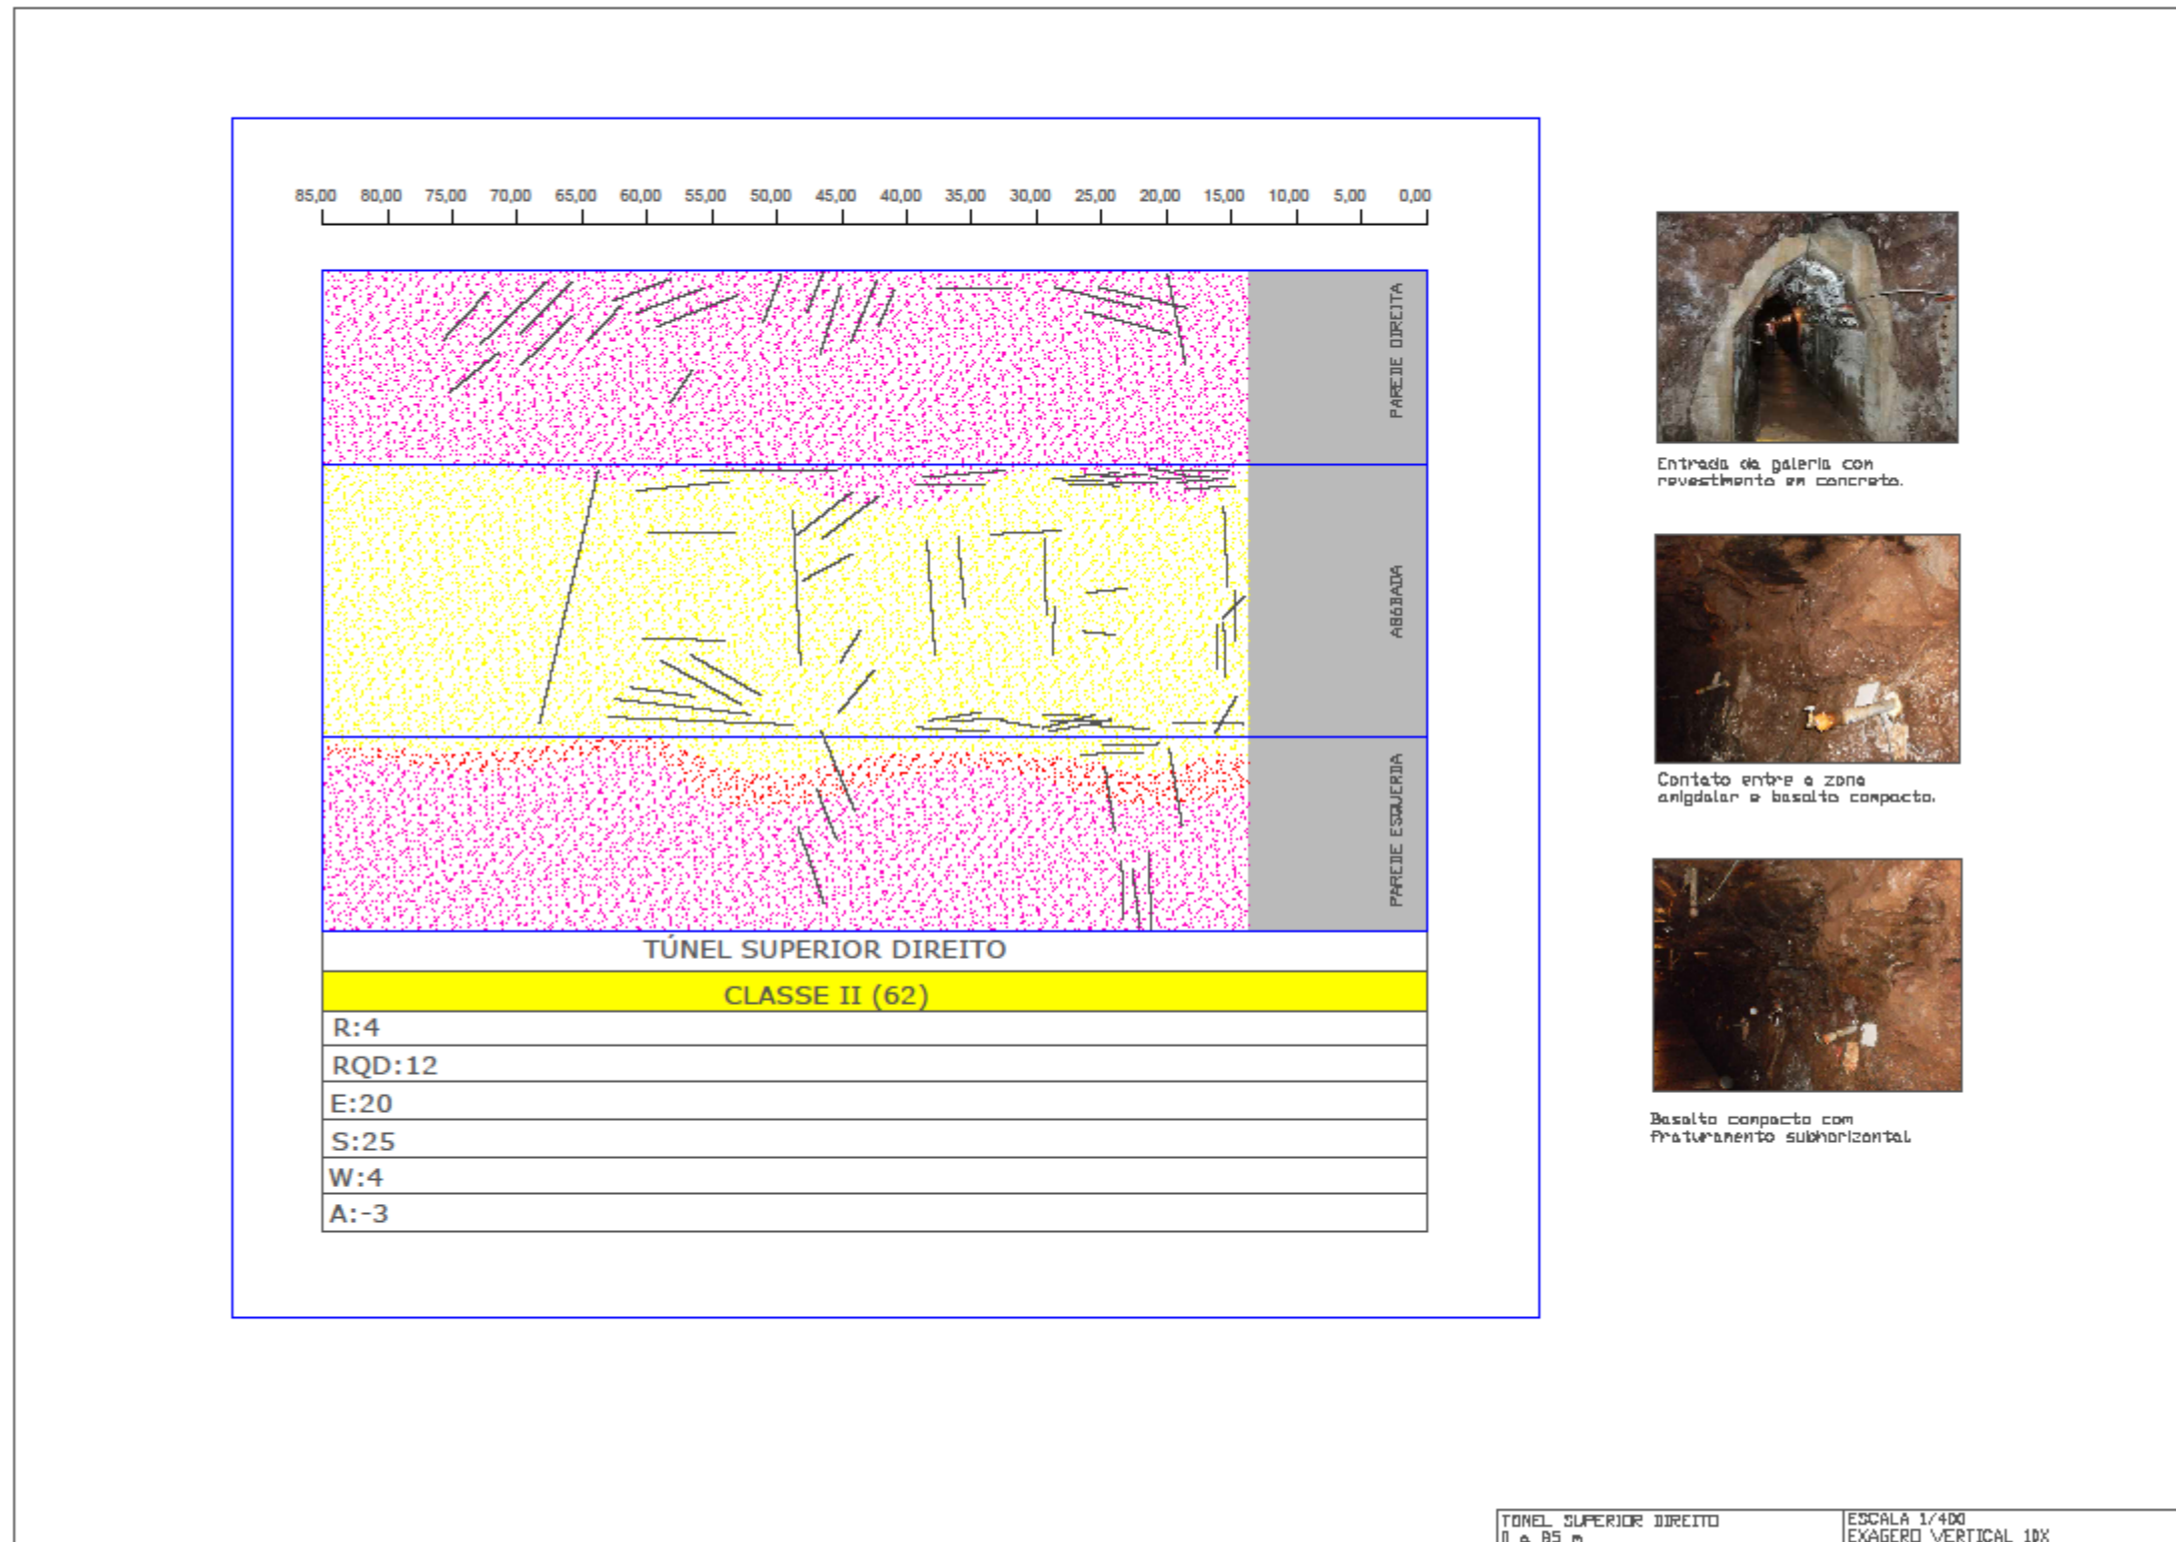 85,00 80,00 75,00 70,00 65,00 60,00 55,00 50,00 45,00 40,00 35,00 30,00 25,00 20,00 15,00 10,00 5,00 0,00
PAREDE DIREITA
ABÓBADA
PAREDE ESQUERDA
TÚNEL SUPERIOR DIREITO
CLASSE II (62)
R:4
RQD:12
E:20
S:25
W:4
A:-3
Entrada da galeria com
revestimento em concreto.
Contato entre a zona
amigdalar e basalto compacto.
Basalto compacto com
fraturamento subhorizontal
TÚNEL SUPERIOR DIREITO
0 a 85 m
ESCALA 1/400
EXAGERO VERTICAL 10X